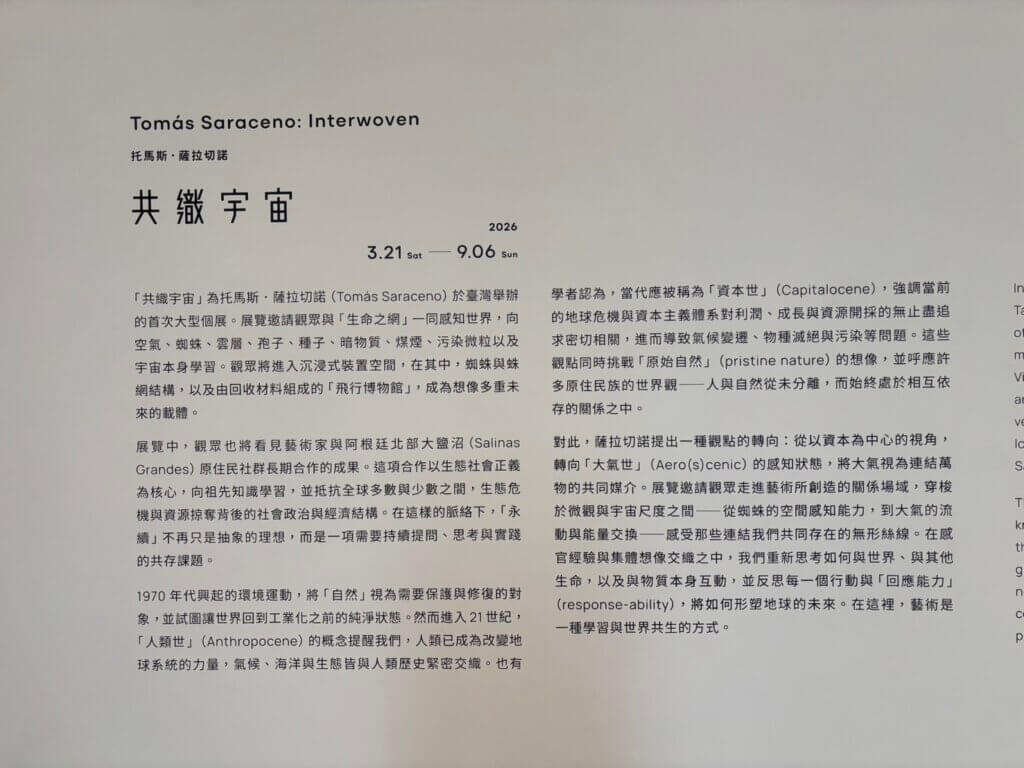 Tomás Saraceno: Interwoven
托馬斯・薩拉切諾
共織宇宙
2026
3.21 Sat — 9.06 Sun
「共織宇宙」為托馬斯・薩拉切諾（Tomás Saraceno）於臺灣舉辦
的首次大型個展。展覽邀請觀眾與「生命之網」一同感知世界，向
空氣、蜘蛛、雲層、孢子、種子、暗物質、煤煙、污染微粒以及
宇宙本身學習。觀眾將進入沉浸式裝置空間，在其中，蜘蛛與蛛
網結構，以及由回收材料組成的「飛行博物館」，成為想像多重未
來的載體。
展覽中，觀眾也將看見藝術家與阿根廷北部大鹽沼（Salinas
Grandes）原住民社群長期合作的成果。這項合作以生態社會正義
為核心，向祖先知識學習，並抵抗全球多數與少數之間，生態危
機與資源掠奪背後的社會政治與經濟結構。在這樣的脈絡下，「永
續」不再只是抽象的理想，而是一項需要持續提問、思考與實踐
的共存課題。
1970 年代興起的環境運動，將「自然」視為需要保護與修復的對
象，並試圖讓世界回到工業化之前的純淨狀態。然而進入 21 世紀，
「人類世」（Anthropocene）的概念提醒我們，人類已成為改變地
球系統的力量，氣候、海洋與生態皆與人類歷史緊密交織。也有
學者認為，當代應被稱為「資本世」（Capitalocene），強調當前
的地球危機與資本主義體系對利潤、成長與資源開採的無止盡追
求密切相關，進而導致氣候變遷、物種滅絕與污染等問題。這些
觀點同時挑戰「原始自然」（pristine nature）的想像，並呼應許
多原住民族的世界觀——人與自然從未分離，而始終處於相互依
存的關係之中。
對此，薩拉切諾提出一種觀點的轉向：從以資本為中心的視角，
轉向「大氣世」（Aero(s)cenic）的感知狀態，將大氣視為連結萬
物的共同媒介。展覽邀請觀眾走進藝術所創造的關係場域，穿梭
於微觀與宇宙尺度之間——從蜘蛛的空間感知能力，到大氣的流
動與能量交換——感受那些連結我們共同存在的無形絲線。在感
官經驗與集體想像交織之中，我們重新思考如何與世界、與其他
生命，以及與物質本身互動，並反思每一個行動與「回應能力」
（response-ability），將如何形塑地球的未來。在這裡，藝術是
一種學習與世界共生的方式。